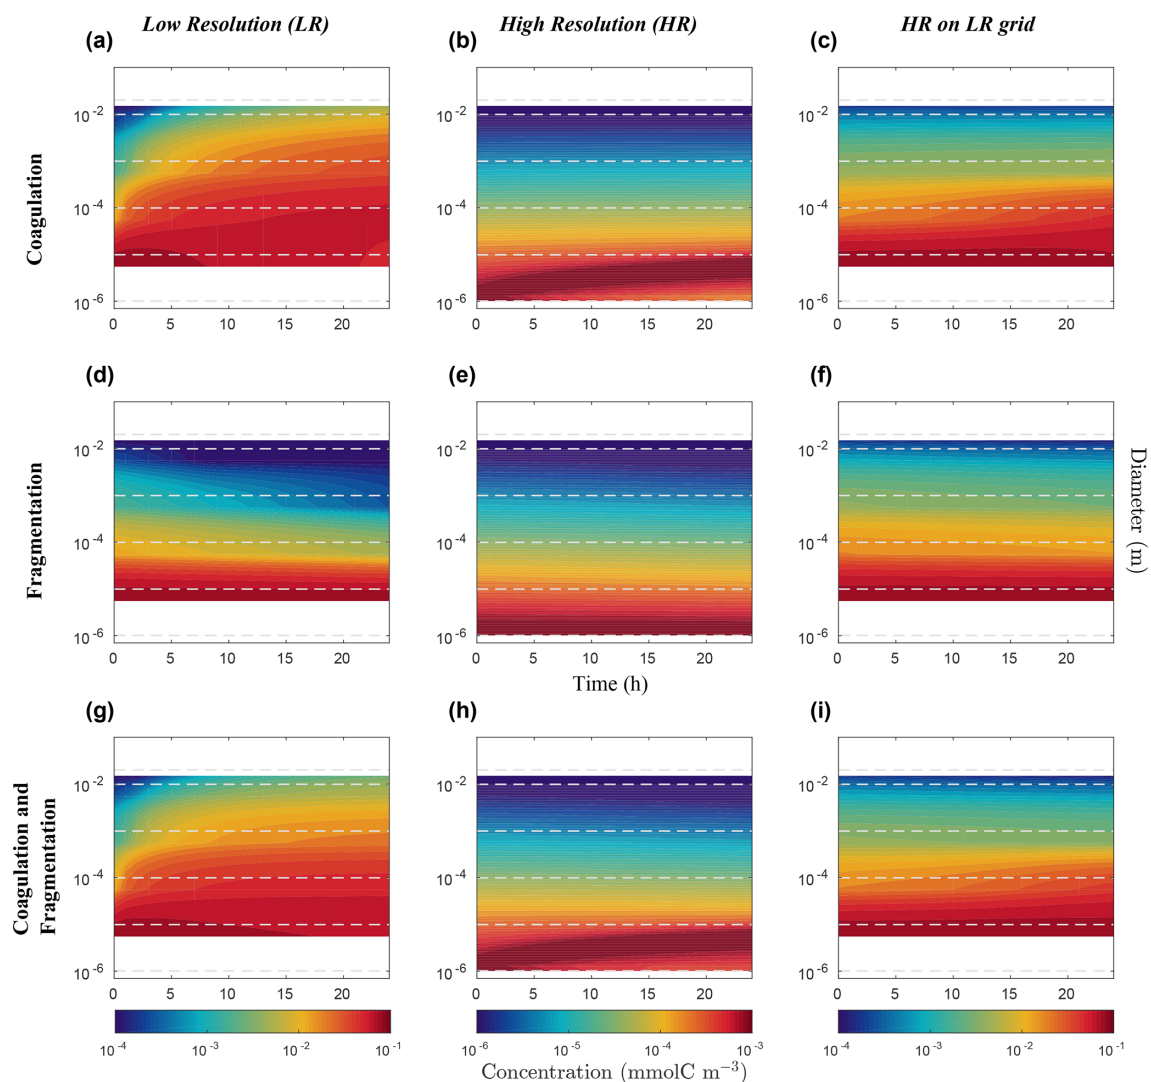 Low Resolution (LR) High Resolution (HR) HR on LR grid
(a) (b) (c)
Coagulation
10⁻² 10⁻² 10⁻²
10⁻⁴ 10⁻⁴ 10⁻⁴
10⁻⁶ 10⁻⁶ 10⁻⁶
0 5 10 15 20 0 5 10 15 20 0 5 10 15 20
(d) (e) (f)
Fragmentation
10⁻² 10⁻² 10⁻²
10⁻⁴ 10⁻⁴ 10⁻⁴
10⁻⁶ 10⁻⁶ 10⁻⁶
Diameter (m)
0 5 10 15 20 0 5 10 15 20 0 5 10 15 20
Time (h)
(g) (h) (i)
Coagulation and
Fragmentation
10⁻² 10⁻² 10⁻²
10⁻⁴ 10⁻⁴ 10⁻⁴
10⁻⁶ 10⁻⁶ 10⁻⁶
0 5 10 15 20 0 5 10 15 20 0 5 10 15 20
10⁻⁴ 10⁻³ 10⁻² 10⁻¹ 10⁻⁶ 10⁻⁵ 10⁻⁴ 10⁻³ 10⁻⁴ 10⁻³ 10⁻² 10⁻¹
Concentration (mmolC m⁻³)